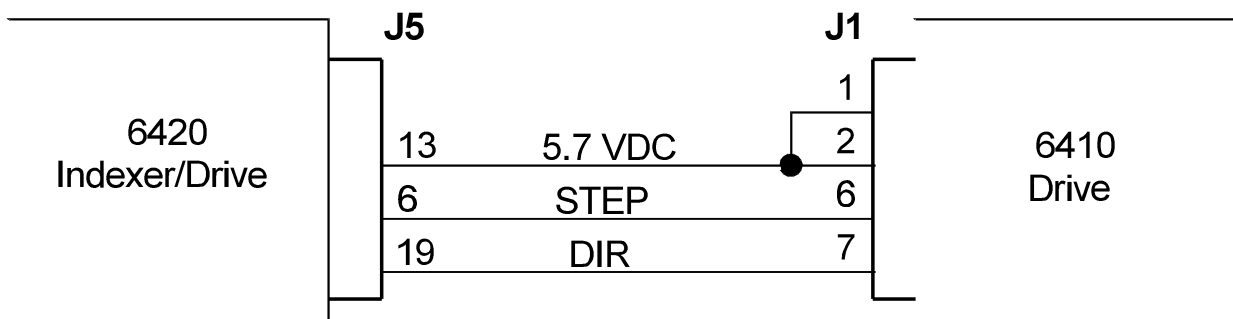 J5
J1
1
6420
Indexer/Drive
13 5.7 VDC 2
6410
Drive
6 STEP 6
19 DIR 7